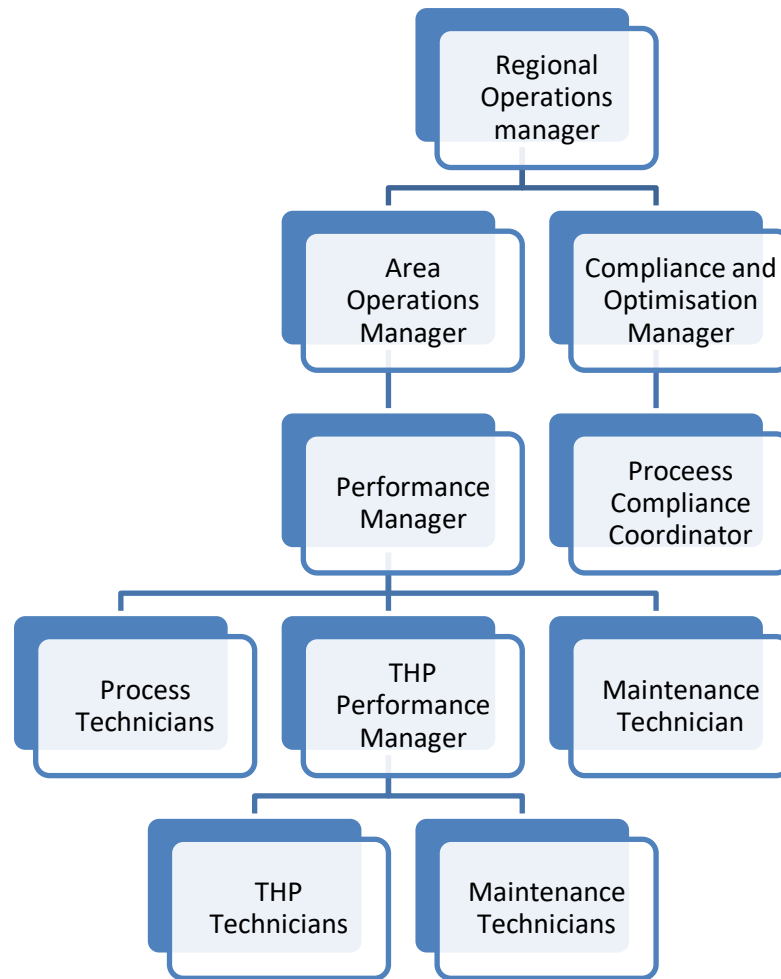 Regional
Operations
manager
Area
Operations
Manager
Compliance and
Optimisation
Manager
Performance
Manager
Proceess
Compliance
Coordinator
Process
Technicians
THP
Performance
Manager
Maintenance
Technician
THP
Technicians
Maintenance
Technicians